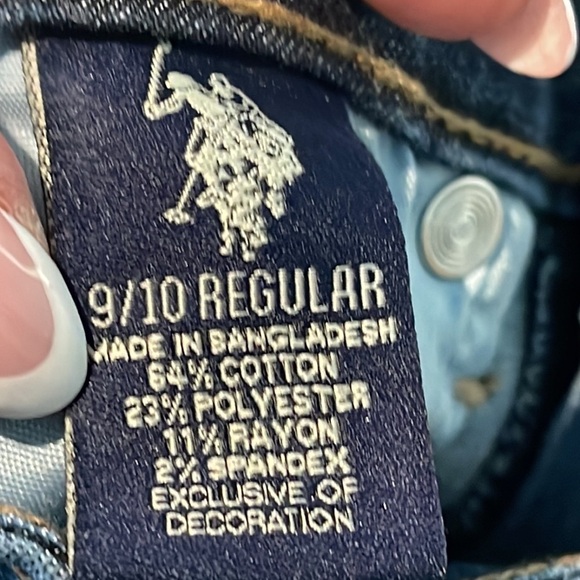 9/10 REGULAR
MADE IN BANGLADESH
64% COTTON
23% POLYESTER
11% RAYON
2% SPANDEX
EXCLUSIVE OF
DECORATION